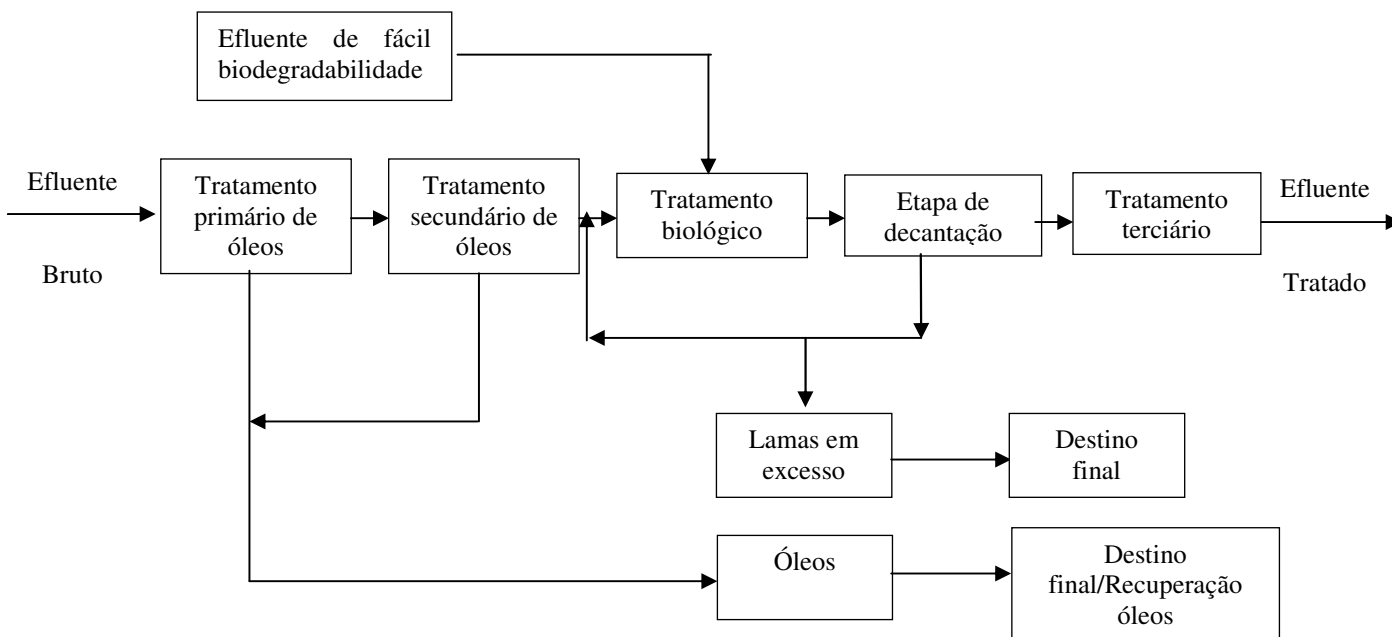 Efluente de fácil
biodegradabilidade
Efluente
Bruto
Tratamento
primário de
óleos
Tratamento
secundário de
óleos
Tratamento
biológico
Etapa de
decantação
Tratamento
terciário
Efluente
Tratado
Lamas em
excesso
Destino
final
Óleos
Destino
final/Recuperação
óleos